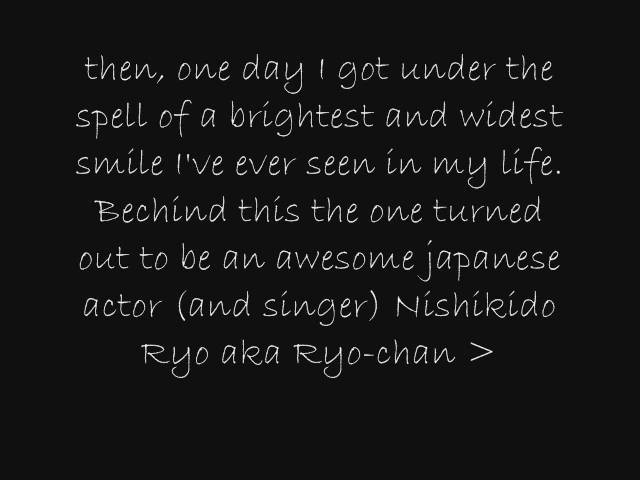 then, one day I got under the
spell of a brightest and widest
smile I've ever seen in my life.
Bechind this the one turned
out to be an awesome japanese
actor (and singer) Nishikido
Ryo aka Ryo-chan >